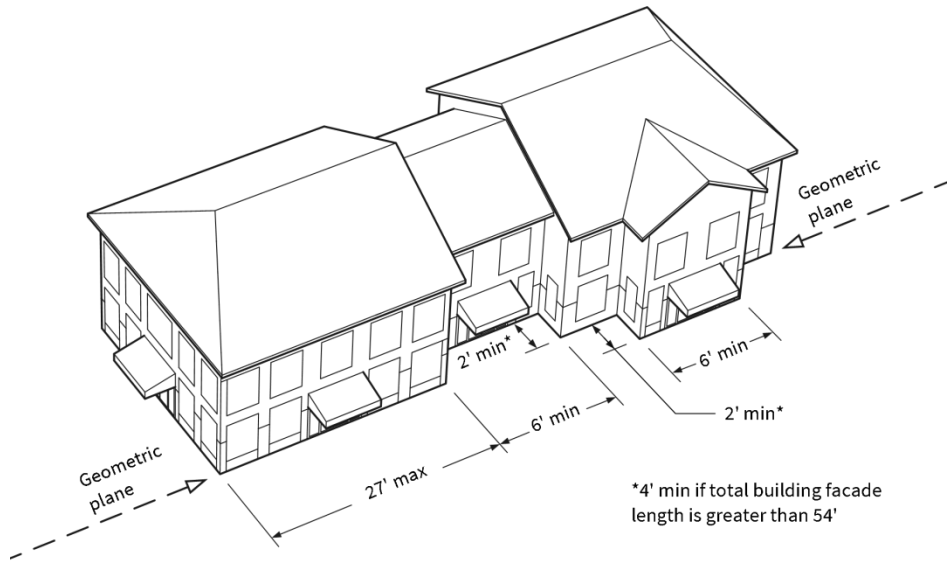 Geometric
plane
2' min*
6' min
2' min*
6' min
27' max
Geometric
plane
*4' min if total building facade
length is greater than 54'